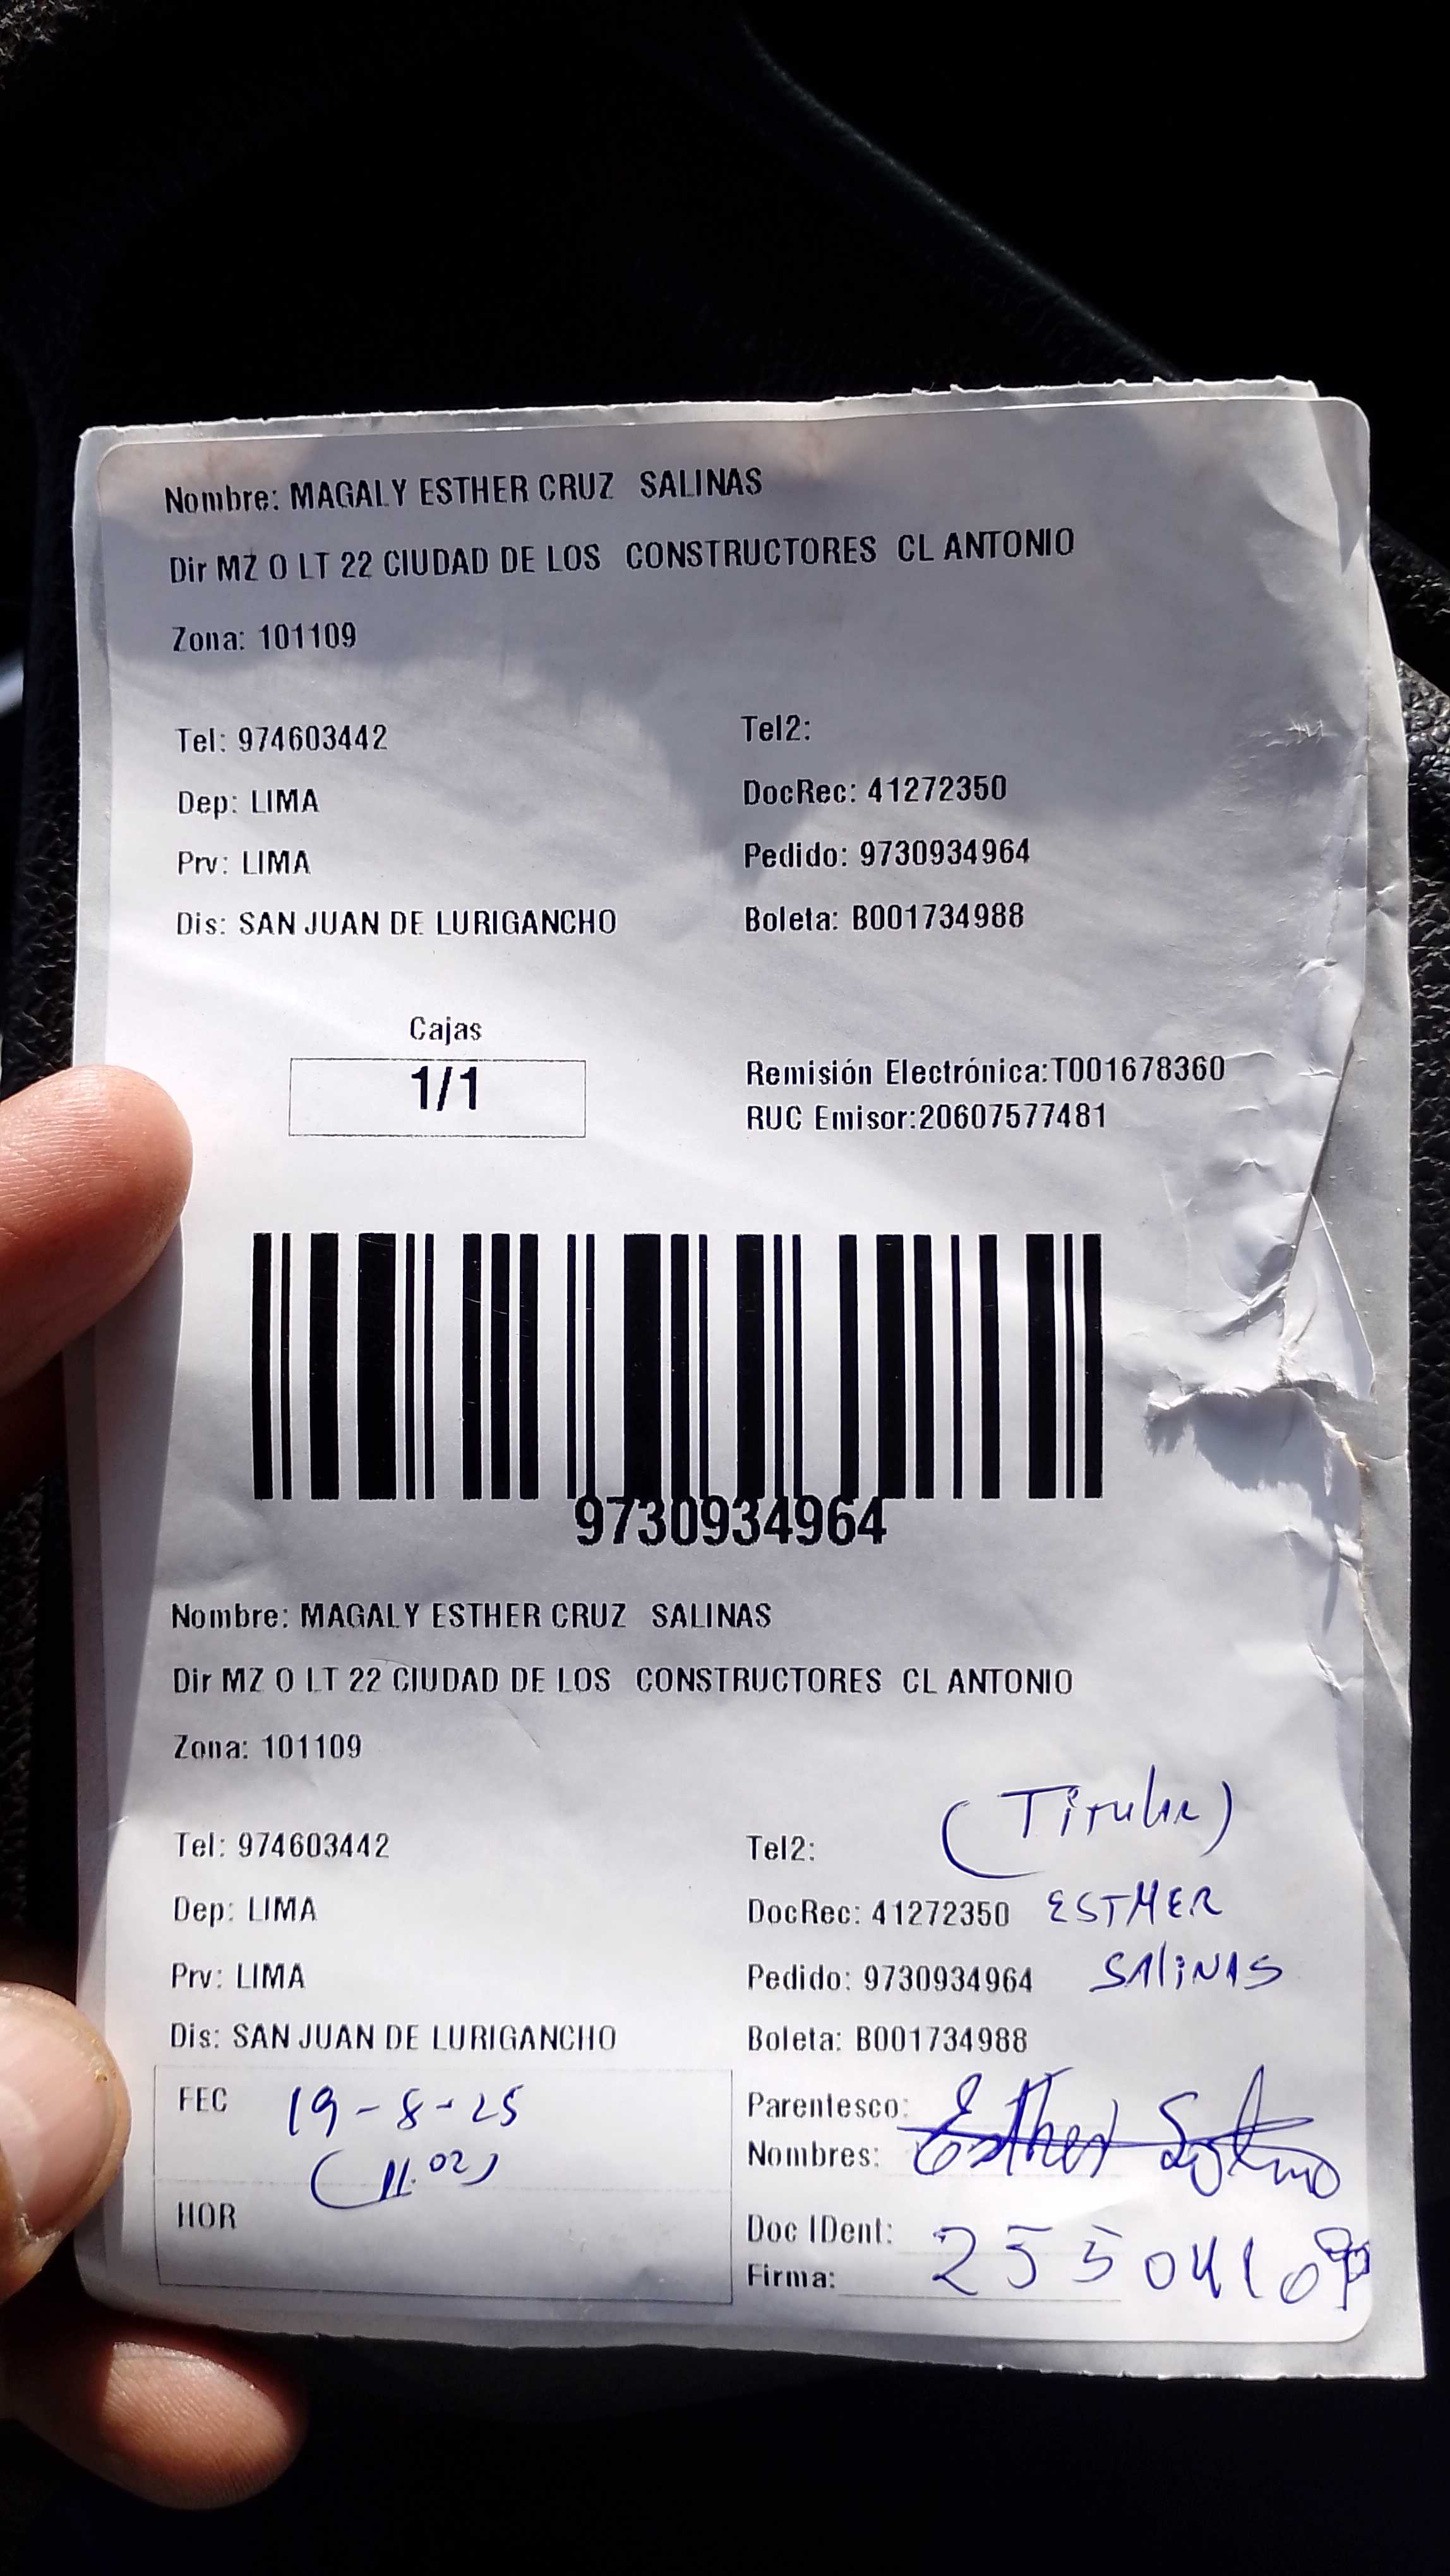 Nombre: MAGALY ESTHER CRUZ SALINAS
Dir MZ O LT 22 CIUDAD DE LOS CONSTRUCTORES CL ANTONIO
Zona: 101109
Tel: 974603442 Tel2:
Dep: LIMA DocRec: 41272350
Prv: LIMA Pedido: 9730934964
Dis: SAN JUAN DE LURIGANCHO Boleta: B001734988
Cajas
1/1
Remisión Electrónica:T001678360
RUC Emisor:20607577481
9730934964
Nombre: MAGALY ESTHER CRUZ SALINAS
Dir MZ O LT 22 CIUDAD DE LOS CONSTRUCTORES CL ANTONIO
Zona: 101109
(Titular)
Tel: 974603442 Tel2:
Dep: LIMA DocRec: 41272350 ESTHER
Prv: LIMA Pedido: 9730934964 SALINAS
Dis: SAN JUAN DE LURIGANCHO Boleta: B001734988
FEC 19-8-25 Parentesco:
(11.02) Nombres: Esther
HOR Doc IDent:
Firma: